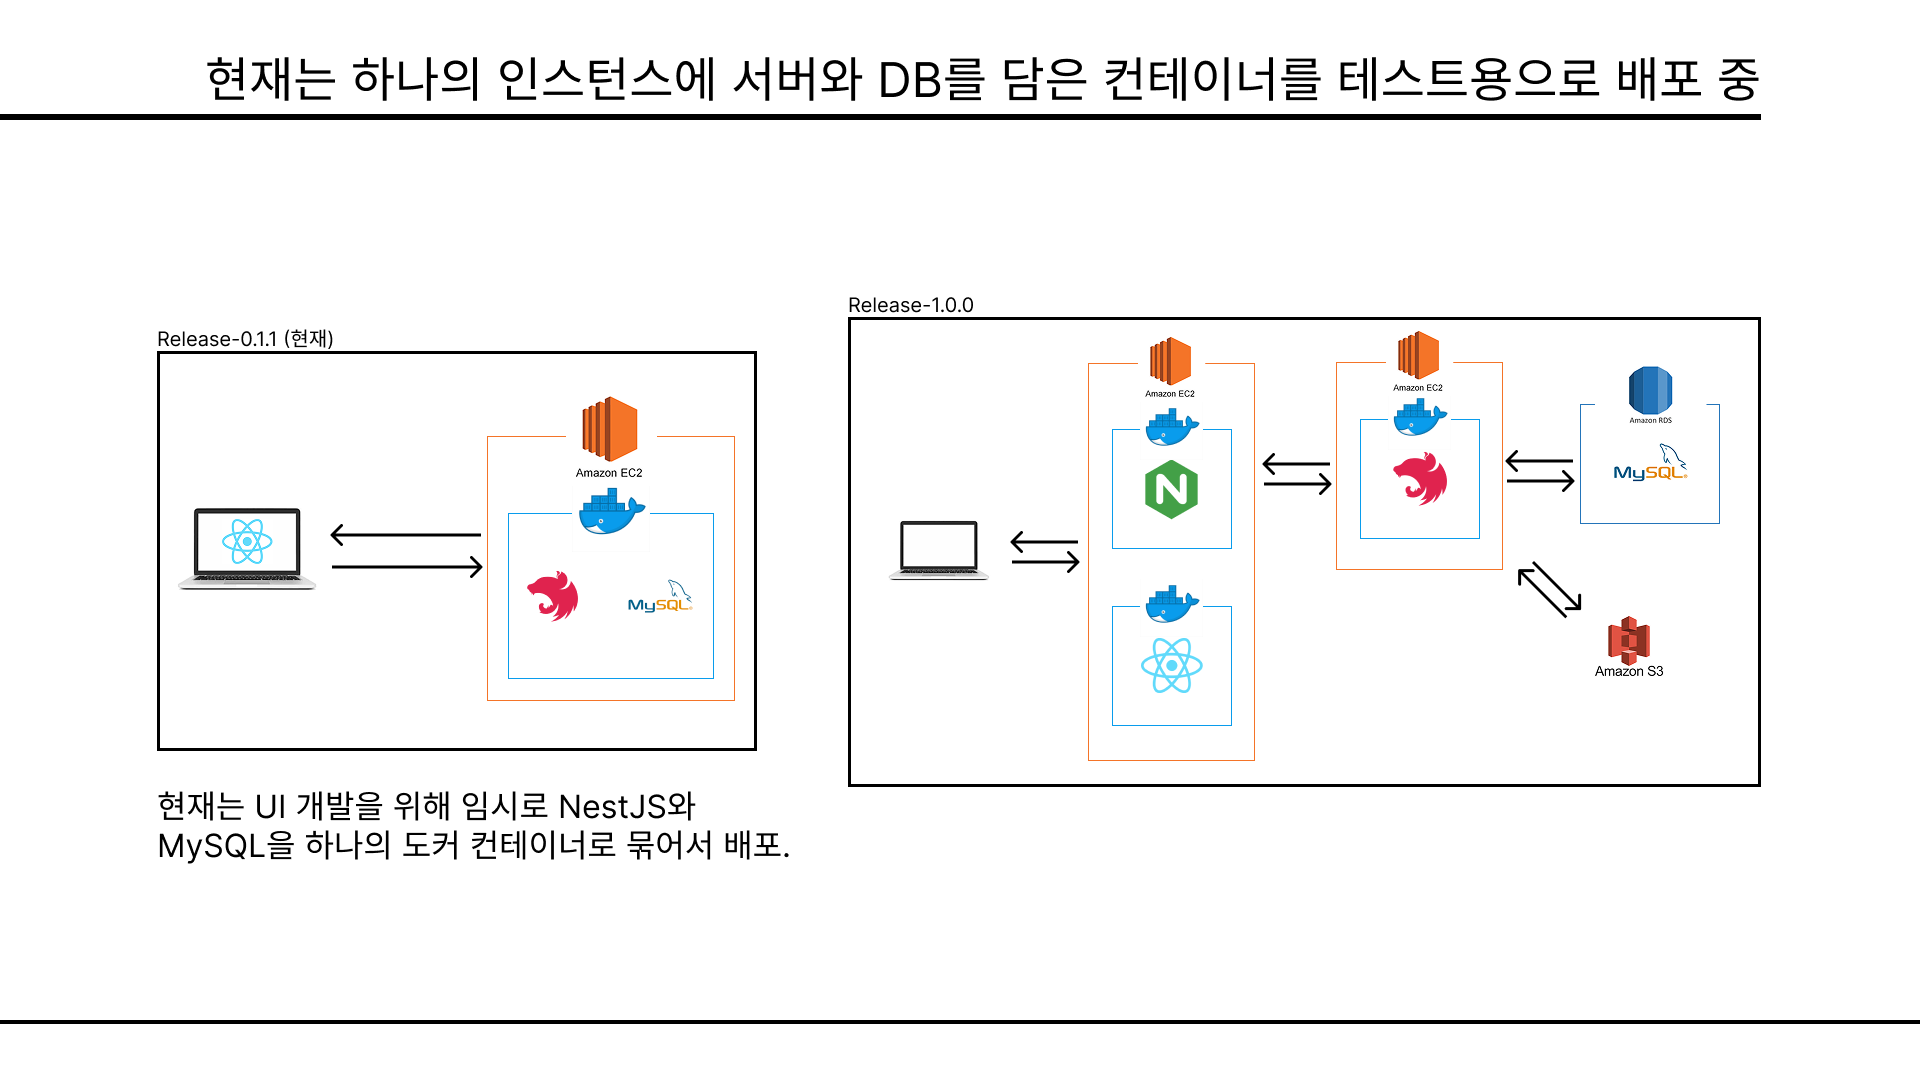 현재는 하나의 인스턴스에 서버와 DB를 담은 컨테이너를 테스트용으로 배포 중
Release-0.1.1 (현재)
Amazon EC2
MySQL
현재는 UI 개발을 위해 임시로 NestJS와
MySQL을 하나의 도커 컨테이너로 묶어서 배포.
Release-1.0.0
Amazon EC2
N
Amazon EC2
Amazon RDS
MySQL
Amazon S3